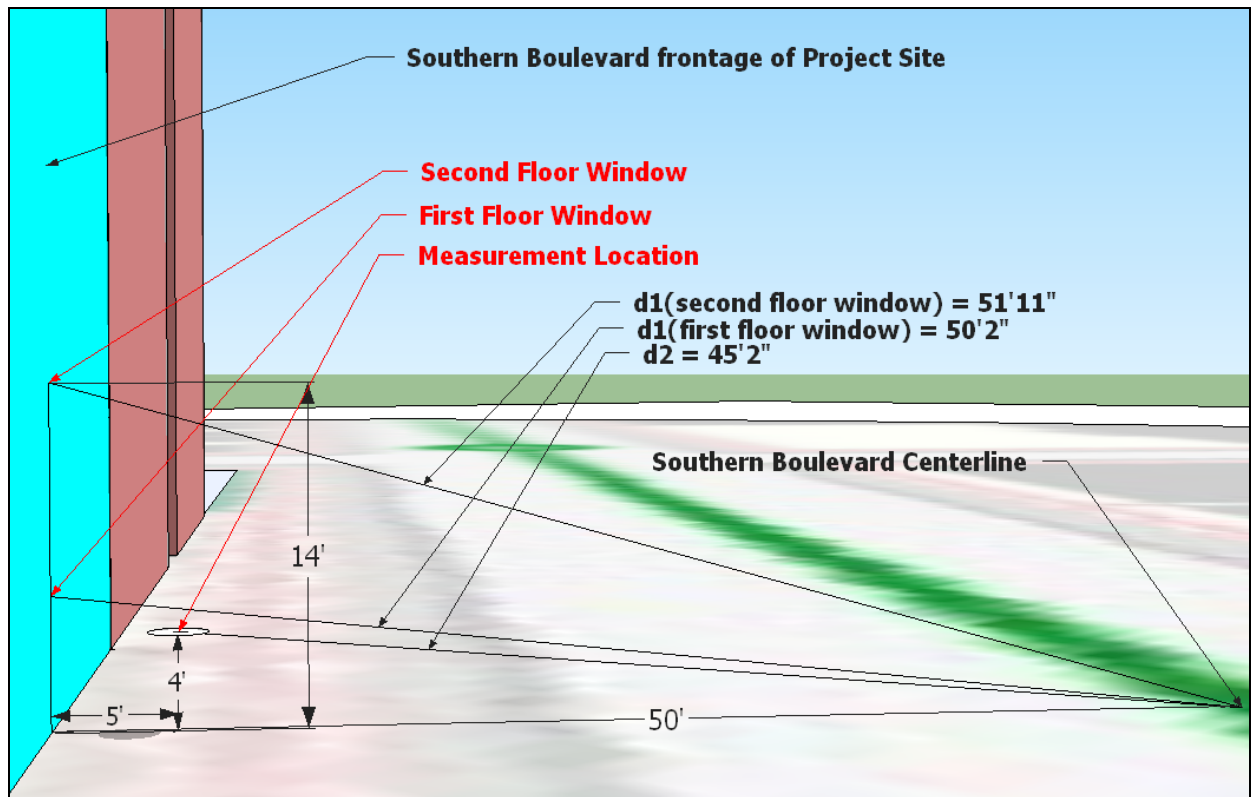 Southern Boulevard frontage of Project Site
Second Floor Window
First Floor Window
Measurement Location
d1(second floor window) = 51'11"
d1(first floor window) = 50'2"
d2 = 45'2"
Southern Boulevard Centerline
14'
4'
5'
50'